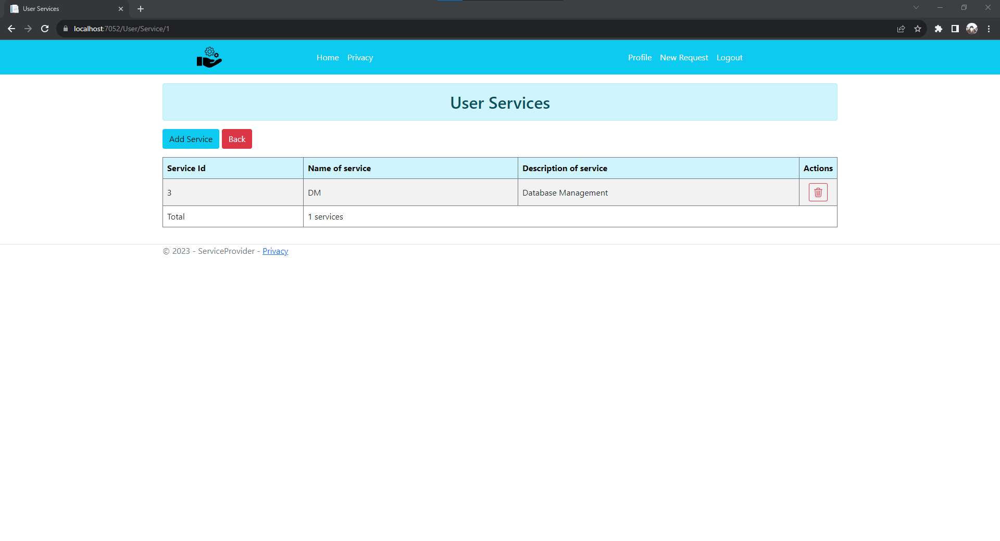 User Services
localhost:7052/User/Service/1
Home Privacy Profile New Request Logout
User Services
Add Service Back
Service Id Name of service Description of service Actions
3 DM Database Management
Total 1 services
© 2023 - ServiceProvider - Privacy